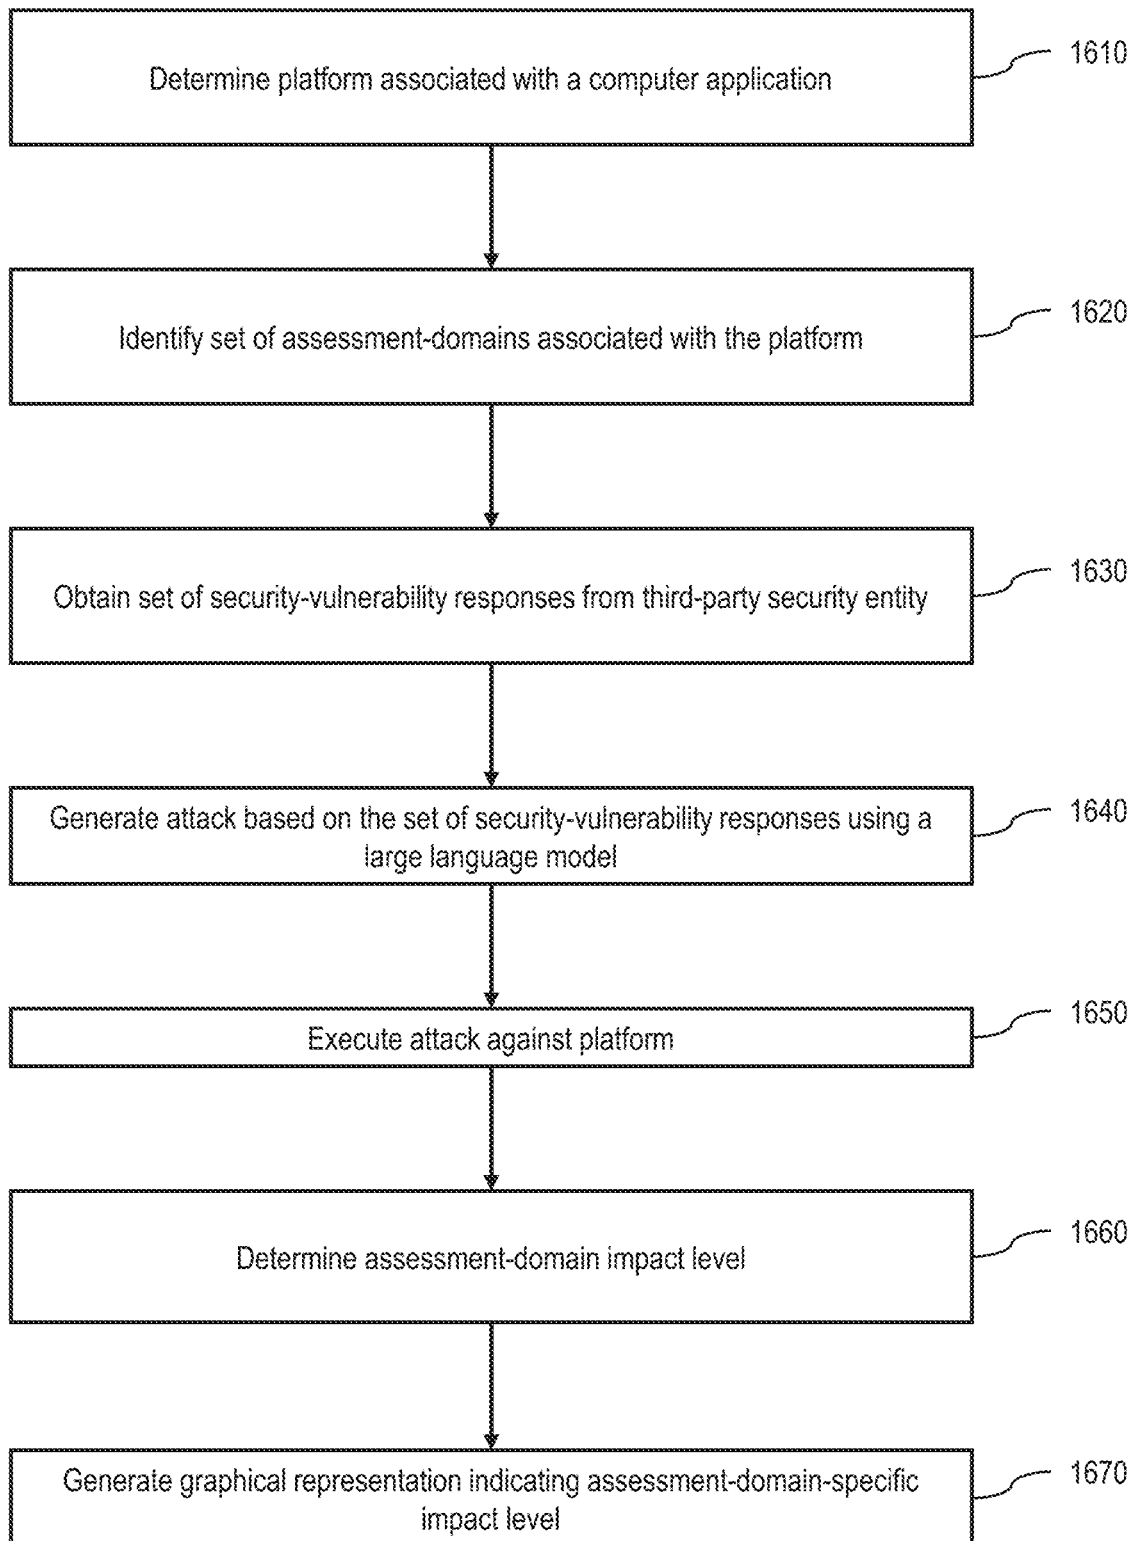 Determine platform associated with a computer application
1610
Identify set of assessment-domains associated with the platform
1620
Obtain set of security-vulnerability responses from third-party security entity
1630
Generate attack based on the set of security-vulnerability responses using a
large language model
1640
Execute attack against platform
1650
Determine assessment-domain impact level
1660
Generate graphical representation indicating assessment-domain-specific
impact level
1670